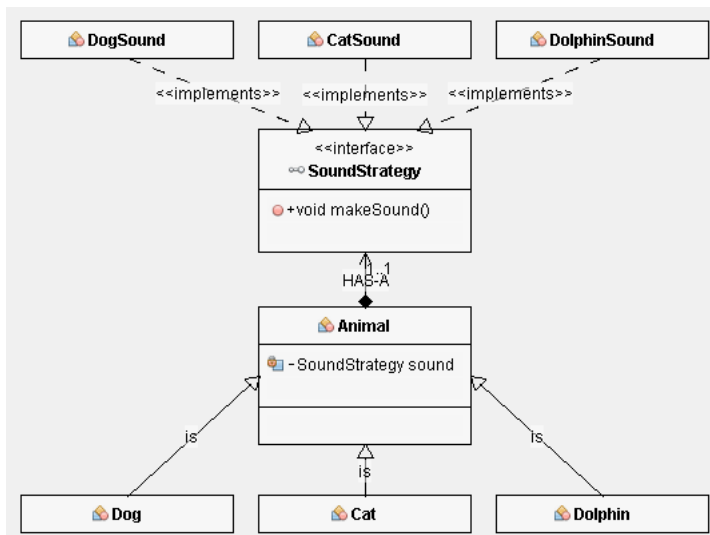 DogSound
CatSound
DolphinSound
<<implements>>
<<implements>>
<<implements>>
<<interface>>
SoundStrategy
+void makeSound()
1..1
HAS-A
Animal
-SoundStrategy sound
is
is
is
Dog
Cat
Dolphin